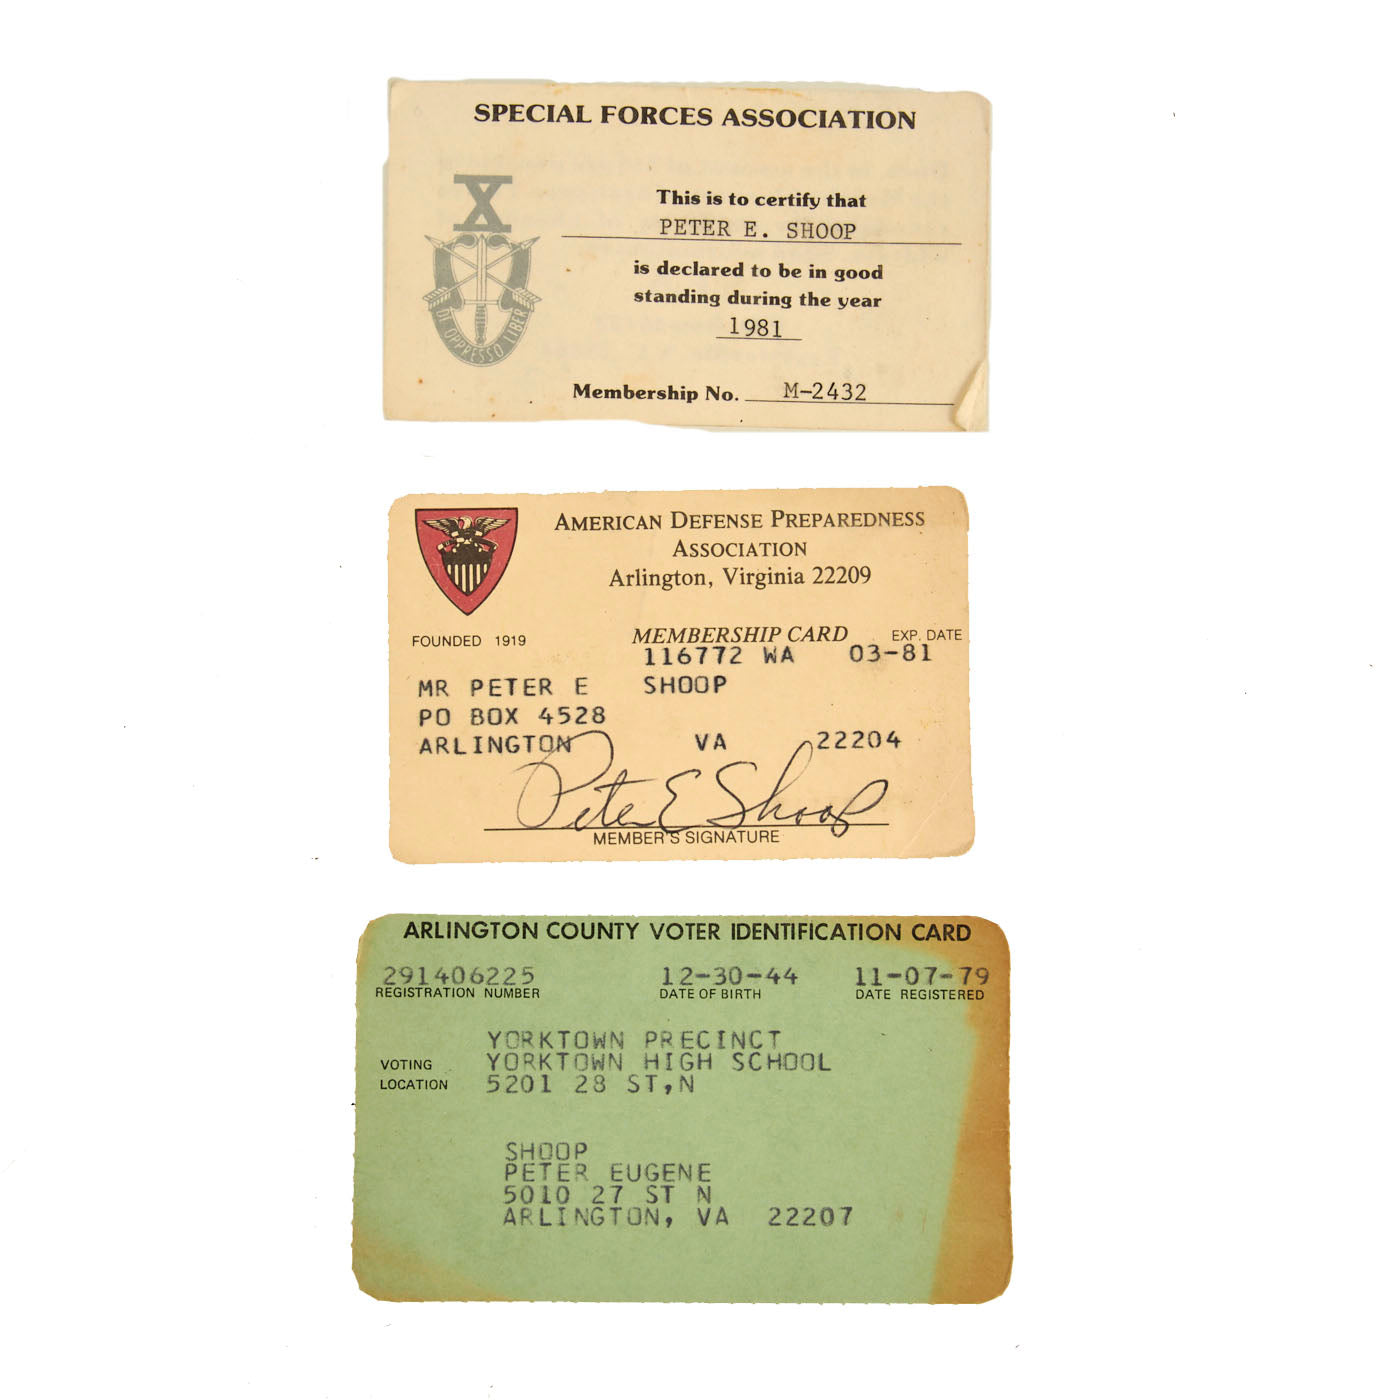 SPECIAL FORCES ASSOCIATION
X
DE OPPRESSO LIBER
This is to certify that
PETER E. SHOOP
is declared to be in good
standing during the year
1981
Membership No. M-2432
AMERICAN DEFENSE PREPAREDNESS
ASSOCIATION
Arlington, Virginia 22209
FOUNDED 1919
MEMBERSHIP CARD EXP. DATE
116772 WA 03-81
MR PETER E SHOOP
PO BOX 4528
ARLINGTON VA 22204
Peter E Shoop
MEMBER'S SIGNATURE
ARLINGTON COUNTY VOTER IDENTIFICATION CARD
291406225 12-30-44 11-07-79
REGISTRATION NUMBER DATE OF BIRTH DATE REGISTERED
YORKTOWN PRECINCT
VOTING YORKTOWN HIGH SCHOOL
LOCATION 5201 28 ST,N
SHOOP
PETER EUGENE
5010 27 ST N
ARLINGTON, VA 22207